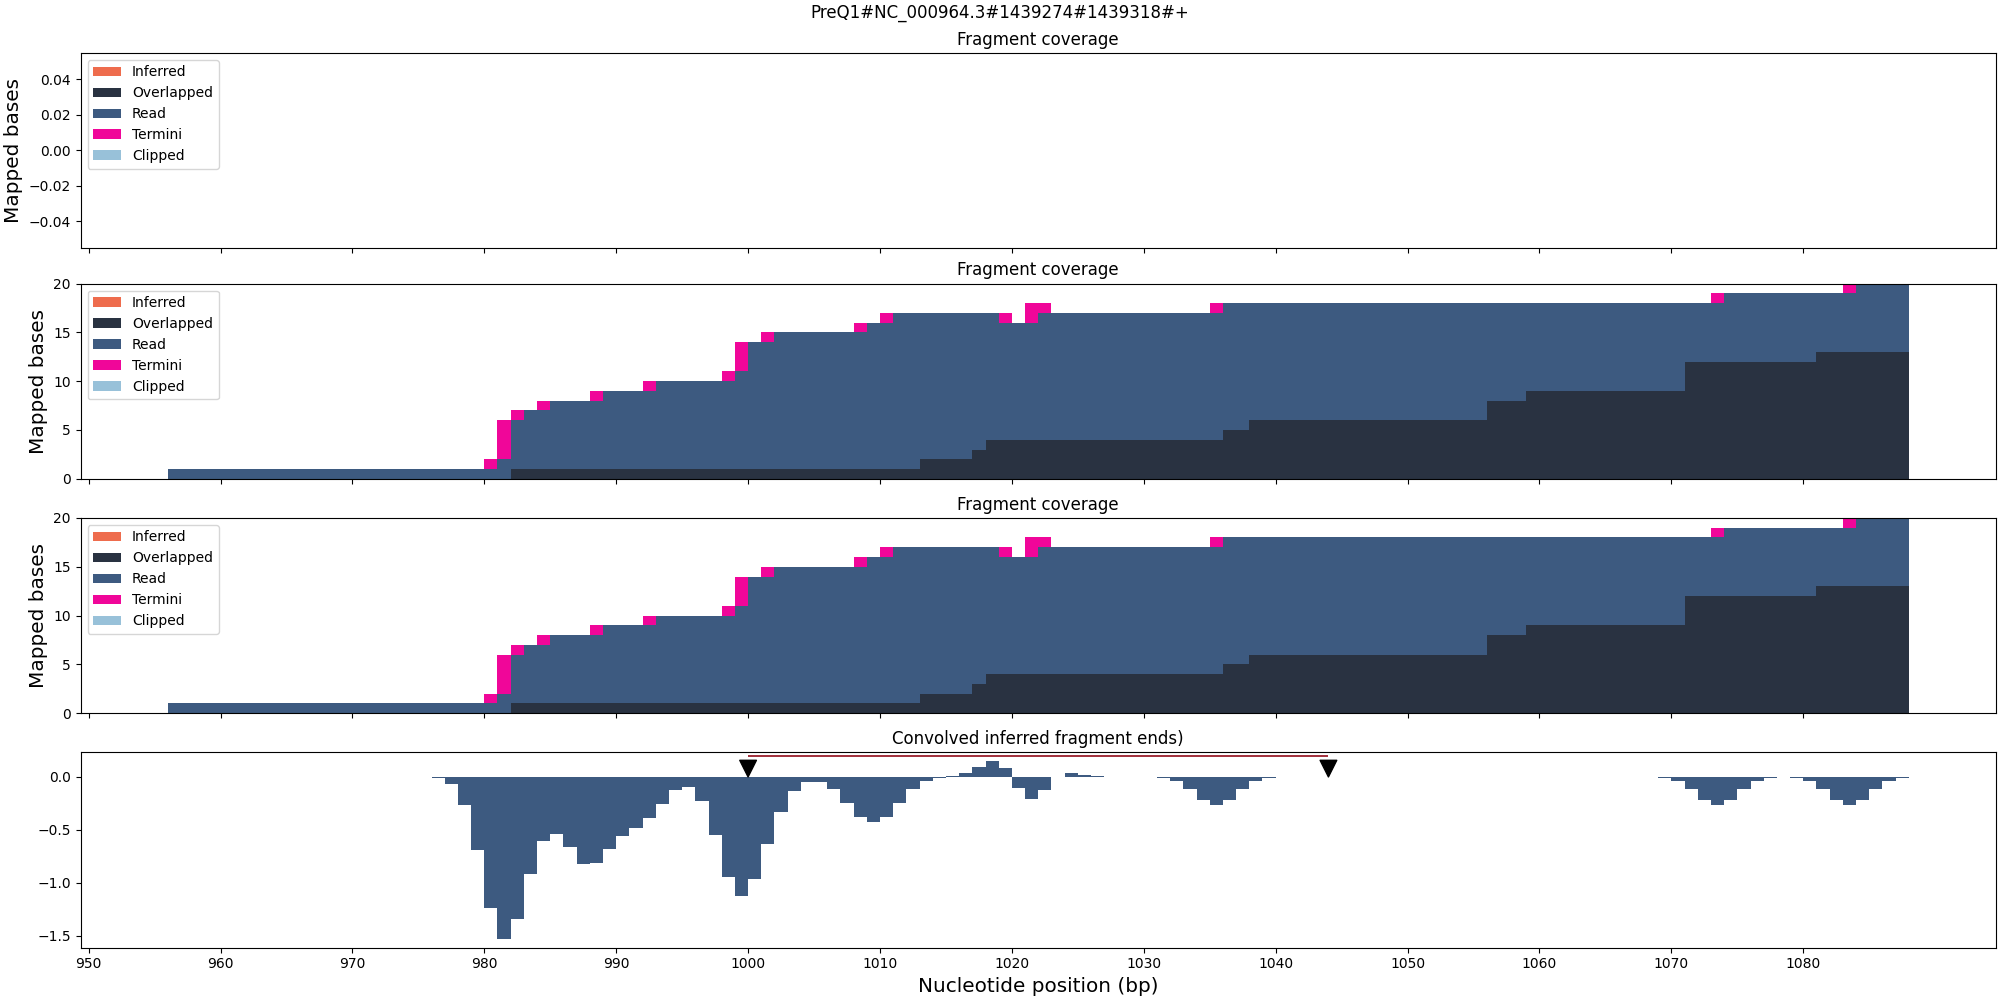 PreQ1#NC_000964.3#1439274#1439318#+
Fragment coverage
Mapped bases
0.04
0.02
0.00
−0.02
−0.04
Inferred
Overlapped
Read
Termini
Clipped
Fragment coverage
Mapped bases
20
15
10
5
0
Inferred
Overlapped
Read
Termini
Clipped
Fragment coverage
Mapped bases
20
15
10
5
0
Inferred
Overlapped
Read
Termini
Clipped
Convolved inferred fragment ends)
0.0
−0.5
−1.0
−1.5
950 960 970 980 990 1000 1010 1020 1030 1040 1050 1060 1070 1080
Nucleotide position (bp)